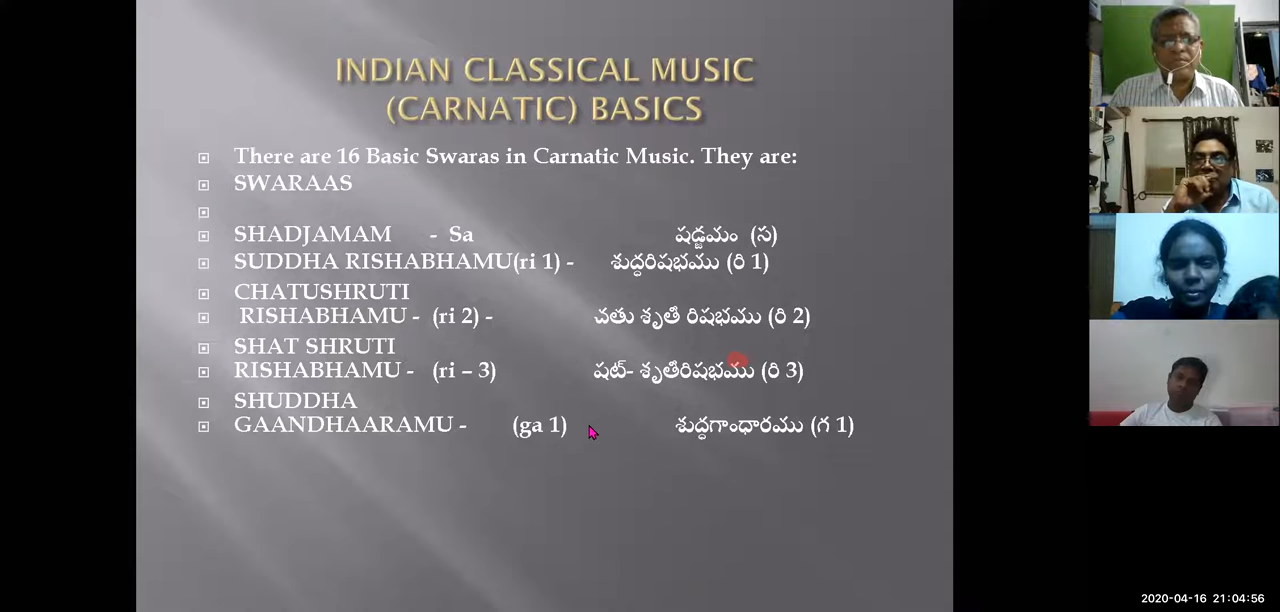 INDIAN CLASSICAL MUSIC
(CARNATIC) BASICS
There are 16 Basic Swaras in Carnatic Music. They are:
SWARAAS
SHADJAMAM - Sa షడ్జమం (స)
SUDDHA RISHABHAMU(ri 1) - శుద్ధరిషభము (రి 1)
CHATUSHRUTI
RISHABHAMU - (ri 2) - చతు శృతి రిషభము (రి 2)
SHAT SHRUTI
RISHABHAMU - (ri – 3) షట్- శృతిరిషభము (రి 3)
SHUDDHA
GAANDHAARAMU - (ga 1) శుద్ధగాంధారము (గ 1)
2020-04-16 21:04:56